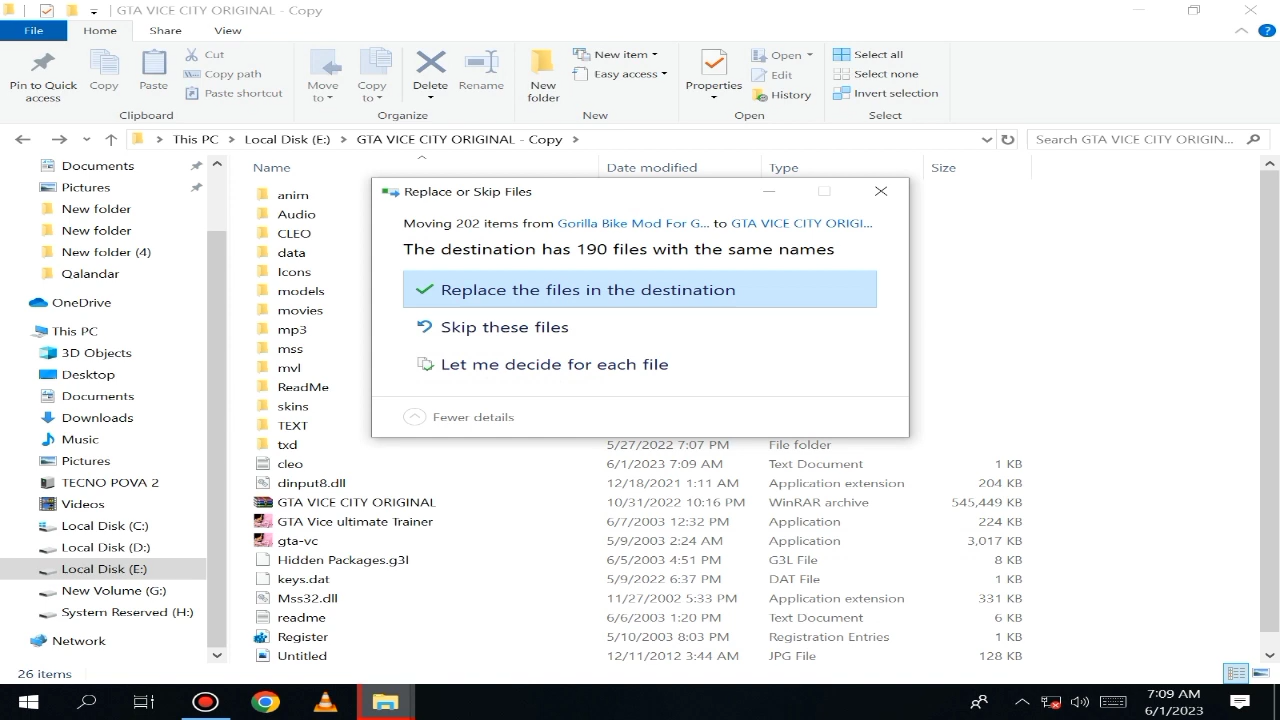 GTA VICE CITY ORIGINAL - Copy
File Home Share View
Pin to Quick access
Copy
Paste
Cut
Copy path
Paste shortcut
Clipboard
Move to
Copy to
Delete
Rename
Organize
New folder
New item
Easy access
New
Properties
Open
Edit
History
Open
Select all
Select none
Invert selection
Select
This PC > Local Disk (E:) > GTA VICE CITY ORIGINAL - Copy >
Search GTA VICE CITY ORIGIN...
Documents
Pictures
New folder
New folder
New folder (4)
Qalandar
OneDrive
This PC
3D Objects
Desktop
Documents
Downloads
Music
Pictures
TECNO POVA 2
Videos
Local Disk (C:)
Local Disk (D:)
Local Disk (E:)
New Volume (G:)
System Reserved (H:)
Network
Name Date modified Type Size
anim
Audio
CLEO
data
Icons
models
movies
mp3
mss
mvl
ReadMe
skins
TEXT
txd 5/27/2022 7:07 PM File folder
cleo 6/1/2023 7:09 AM Text Document 1 KB
dinput8.dll 12/18/2021 1:11 AM Application extension 204 KB
GTA VICE CITY ORIGINAL 10/31/2022 10:16 PM WinRAR archive 545,449 KB
GTA Vice ultimate Trainer 6/7/2003 12:32 PM Application 224 KB
gta-vc 5/9/2003 2:24 AM Application 3,017 KB
Hidden Packages.g3l 6/5/2003 4:51 PM G3L File 8 KB
keys.dat 5/9/2022 6:37 PM DAT File 1 KB
Mss32.dll 11/27/2002 5:33 PM Application extension 331 KB
readme 6/6/2003 1:20 PM Text Document 6 KB
Register 5/10/2003 8:03 PM Registration Entries 1 KB
Untitled 12/11/2012 3:44 AM JPG File 128 KB
Replace or Skip Files
Moving 202 items from Gorilla Bike Mod For G... to GTA VICE CITY ORIGI...
The destination has 190 files with the same names
Replace the files in the destination
Skip these files
Let me decide for each file
Fewer details
26 items
7:09 AM
6/1/2023